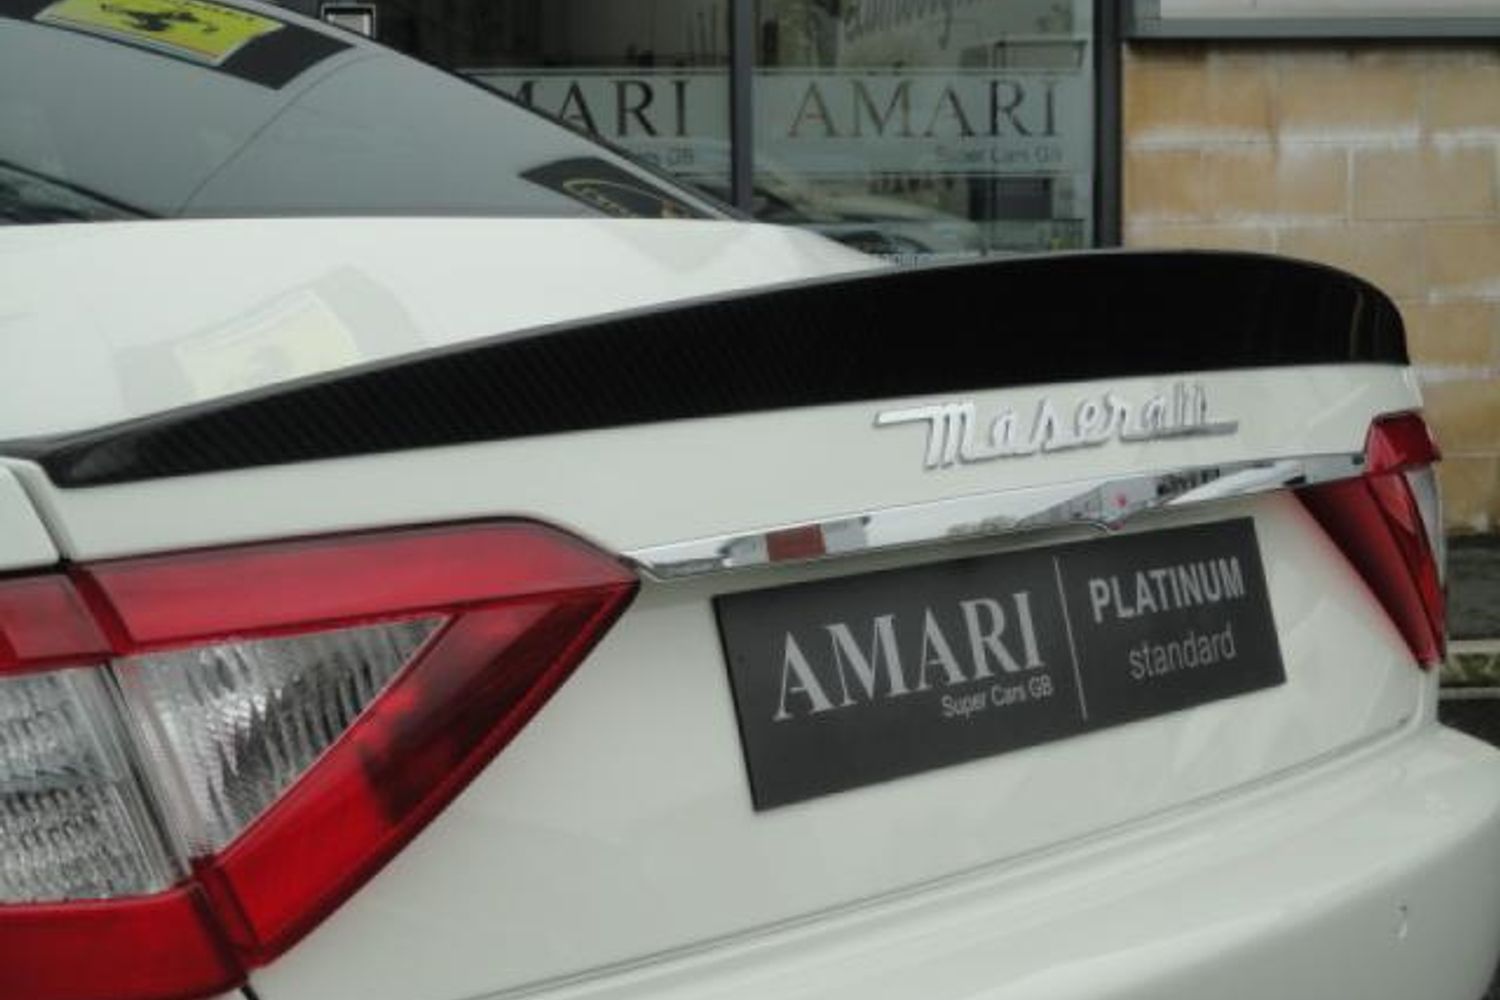 AMARI
AMARI
Super Cars GB
Maserati
AMARI
Super Cars GB
PLATINUM
standard